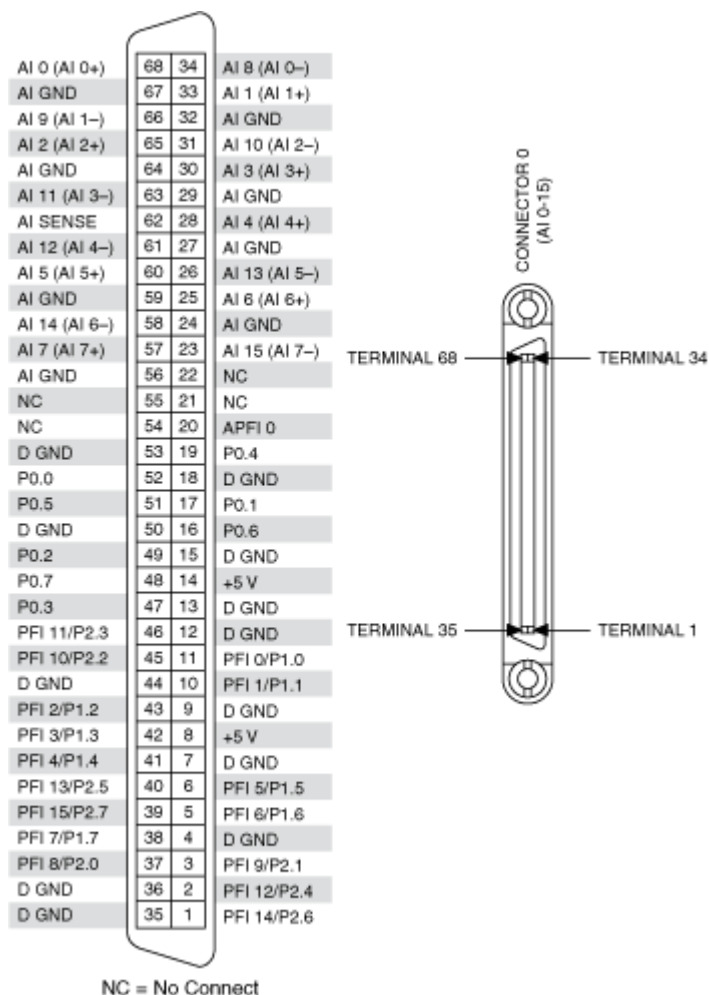 AI 0 (AI 0+) 68 34 AI 8 (AI 0–)
AI GND 67 33 AI 1 (AI 1+)
AI 9 (AI 1–) 66 32 AI GND
AI 2 (AI 2+) 65 31 AI 10 (AI 2–)
AI GND 64 30 AI 3 (AI 3+)
AI 11 (AI 3–) 63 29 AI GND
AI SENSE 62 28 AI 4 (AI 4+)
AI 12 (AI 4–) 61 27 AI GND
AI 5 (AI 5+) 60 26 AI 13 (AI 5–)
AI GND 59 25 AI 6 (AI 6+)
AI 14 (AI 6–) 58 24 AI GND
AI 7 (AI 7+) 57 23 AI 15 (AI 7–)
AI GND 56 22 NC
NC 55 21 NC
NC 54 20 APFI 0
D GND 53 19 P0.4
P0.0 52 18 D GND
P0.5 51 17 P0.1
D GND 50 16 P0.6
P0.2 49 15 D GND
P0.7 48 14 +5 V
P0.3 47 13 D GND
PFI 11/P2.3 46 12 D GND
PFI 10/P2.2 45 11 PFI 0/P1.0
D GND 44 10 PFI 1/P1.1
PFI 2/P1.2 43 9 D GND
PFI 3/P1.3 42 8 +5 V
PFI 4/P1.4 41 7 D GND
PFI 13/P2.5 40 6 PFI 5/P1.5
PFI 15/P2.7 39 5 PFI 6/P1.6
PFI 7/P1.7 38 4 D GND
PFI 8/P2.0 37 3 PFI 9/P2.1
D GND 36 2 PFI 12/P2.4
D GND 35 1 PFI 14/P2.6
NC = No Connect
CONNECTOR 0
(AI 0-15)
TERMINAL 68
TERMINAL 34
TERMINAL 35
TERMINAL 1